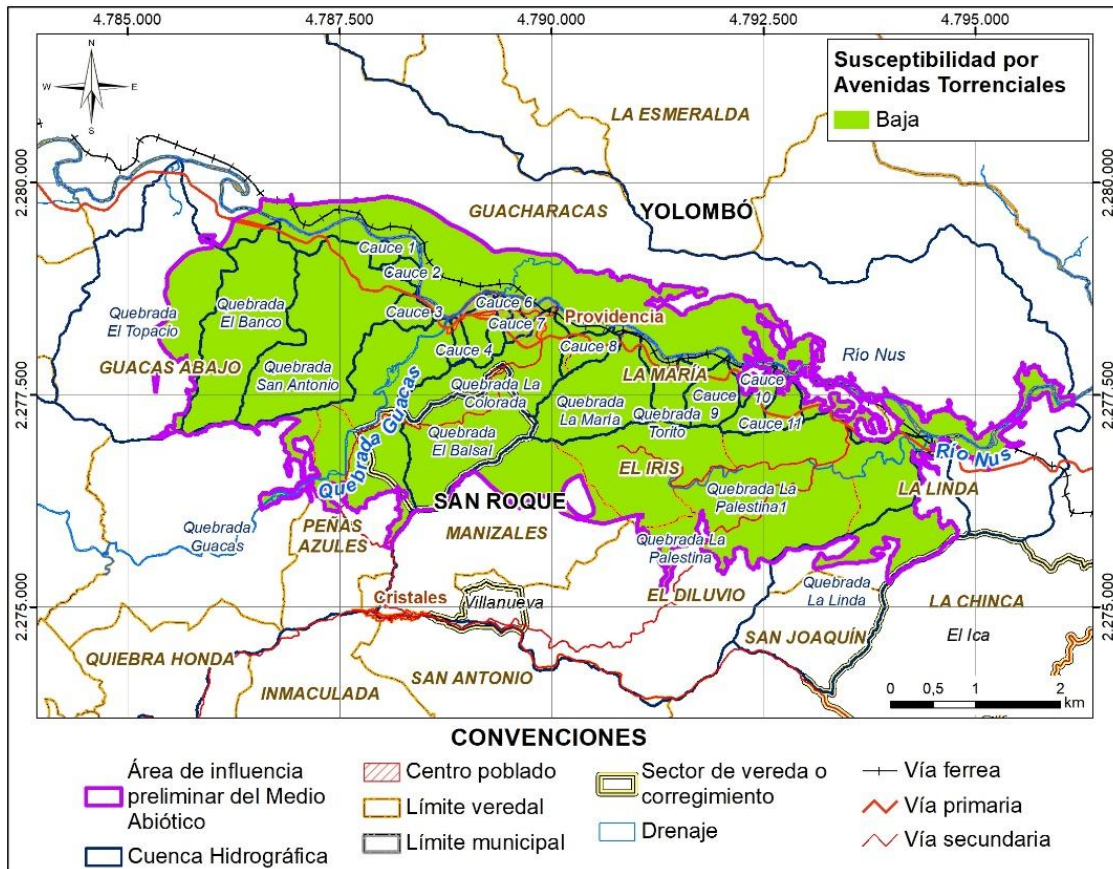 4.785.000
4.787.500
4.790.000
4.792.500
4.795.000
N
W
E
S
Susceptibilidad por
Avenidas Torrenciales
Baja
LA ESMERALDA
2.280.000
2.280.000
GUACHARACAS
YOLOMBÓ
Cauce 1
Cauce 2
Quebrada
El Topacio
Quebrada
El Banco
Cauce 3
Cauce 6
Cauce 7
Providencia
Cauce 4
Cauce 8
Río Nus
GUACAS ABAJO
Quebrada
San Antonio
Quebrada La
Colorada
LA MARÍA
Cauce
10
2.277.500
2.277.500
Quebrada
La María
Cauce
9
Quebrada
Torito
Cauce 11
Quebrada Guacas
Quebrada
El Balsal
Río Nus
EL IRIS
LA LINDA
SAN ROQUE
Quebrada La
Palestina1
Quebrada
Guacas
PEÑAS
AZULES
MANIZALES
Quebrada La
Palestina
Quebrada
La Linda
2.275.000
2.275.000
Cristales
Villanueva
EL DILUVIO
LA CHINCA
El Ica
SAN JOAQUÍN
QUIEBRA HONDA
INMACULADA
SAN ANTONIO
0 0,5 1 2
km
CONVENCIONES
Área de influencia
preliminar del Medio
Abiótico
Cuenca Hidrográfica
Centro poblado
Límite veredal
Límite municipal
Sector de vereda o
corregimiento
Drenaje
Vía ferrea
Vía primaria
Vía secundaria